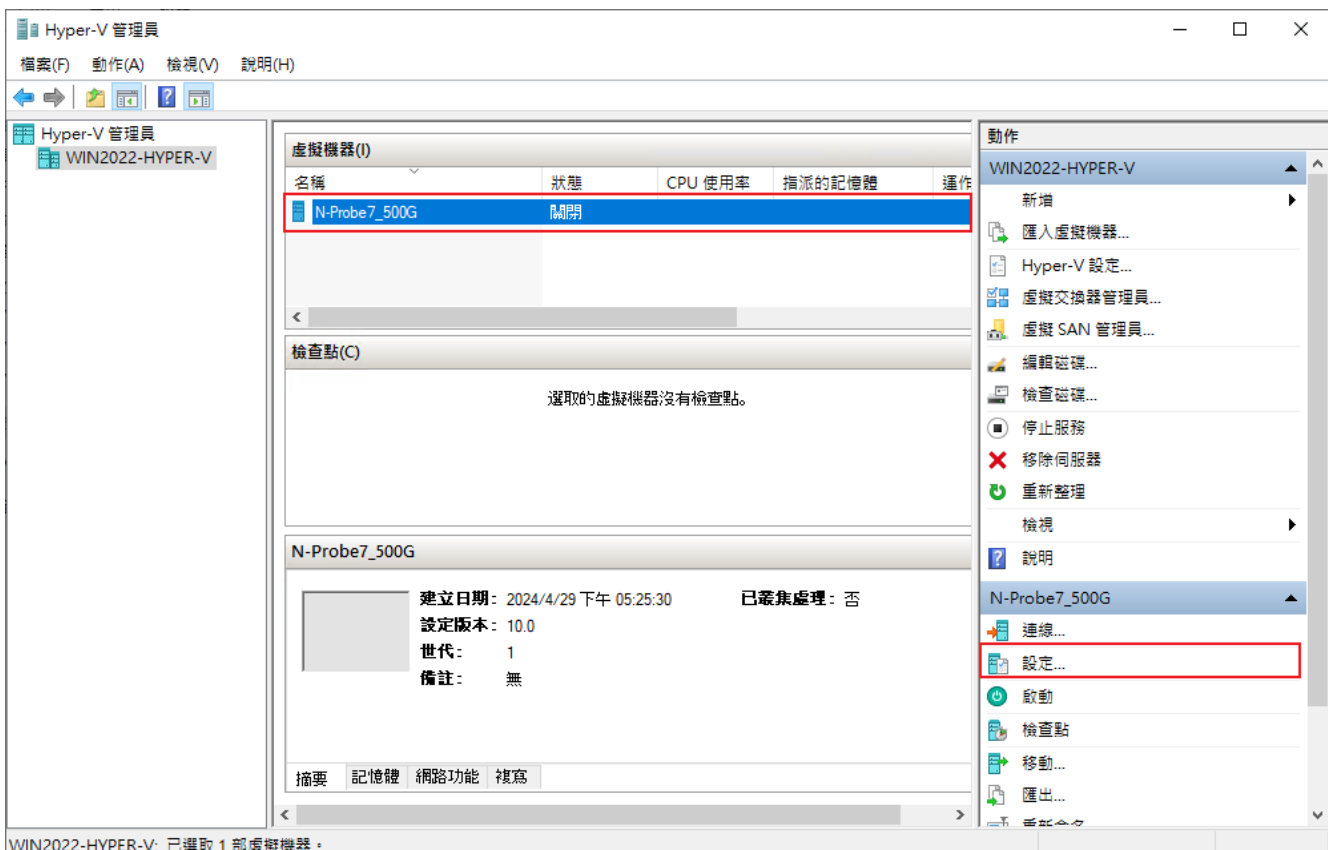 Hyper-V 管理員
檔案(F) 動作(A) 檢視(V) 說明(H)
Hyper-V 管理員
WIN2022-HYPER-V
虛擬機器(I)
名稱 狀態 CPU 使用率 指派的記憶體 運作
N-Probe7_500G 關閉
檢查點(C)
選取的虛擬機器沒有檢查點。
N-Probe7_500G
建立日期: 2024/4/29 下午 05:25:30 已叢集處理: 否
設定版本: 10.0
世代: 1
備註: 無
摘要 記憶體 網路功能 複寫
動作
WIN2022-HYPER-V
新增
匯入虛擬機器...
Hyper-V 設定...
虛擬交換器管理員...
虛擬 SAN 管理員...
編輯磁碟...
檢查磁碟...
停止服務
移除伺服器
重新整理
檢視
說明
N-Probe7_500G
連線...
設定...
啟動
檢查點
移動...
匯出...
重新命名...
WIN2022-HYPER-V: 已選取 1 部虛擬機器。